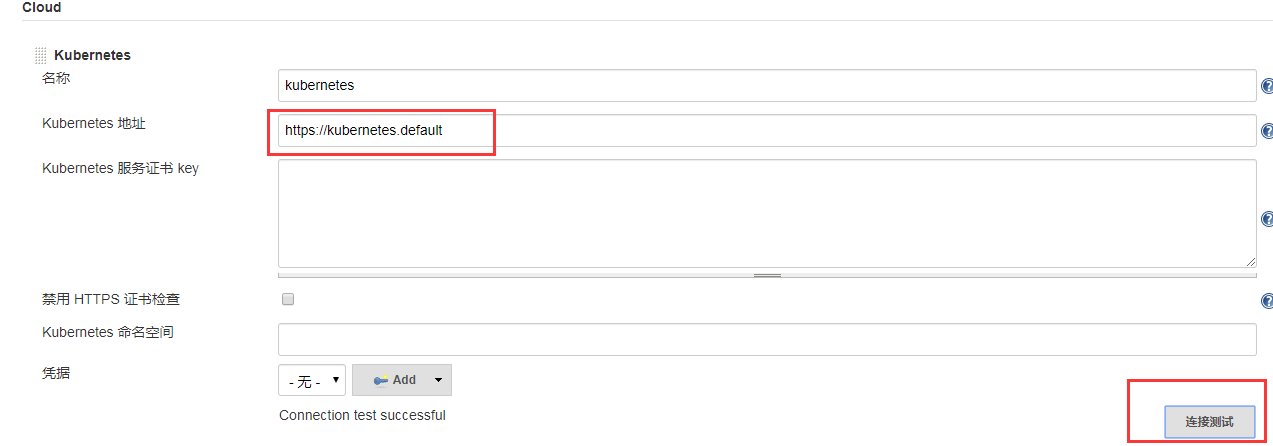 Cloud
Kubernetes
名称
kubernetes
Kubernetes 地址
https://kubernetes.default
Kubernetes 服务证书 key
禁用 HTTPS 证书检查
Kubernetes 命名空间
凭据
- 无 -
Add
Connection test successful
连接测试